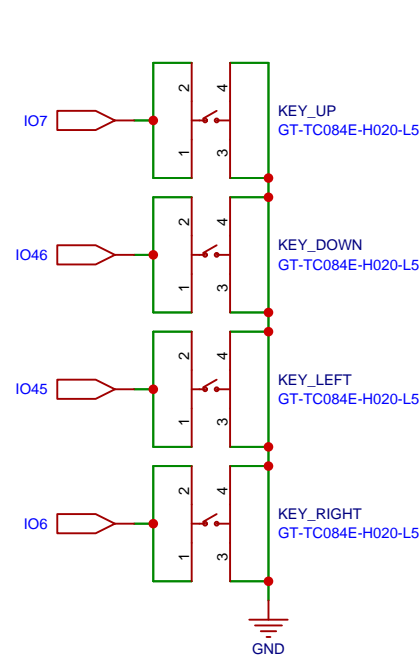 2
4
KEY_UP
IO7
GT-TC084E-H020-L5
1
3
2
4
KEY_DOWN
IO46
GT-TC084E-H020-L5
1
3
2
4
KEY_LEFT
IO45
GT-TC084E-H020-L5
1
3
2
4
KEY_RIGHT
IO6
GT-TC084E-H020-L5
1
3
GND